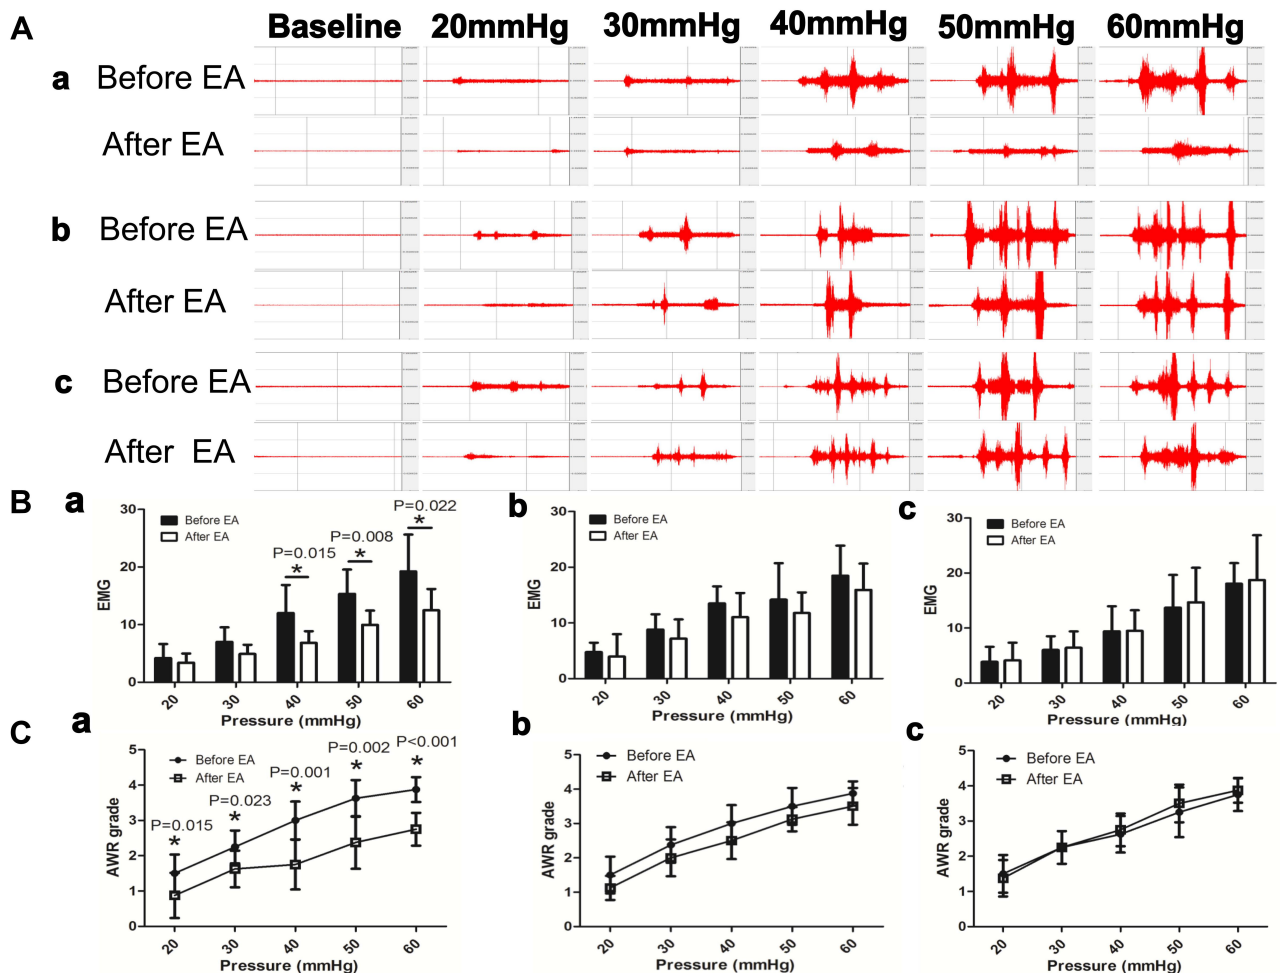 A
Baseline 20mmHg 30mmHg 40mmHg 50mmHg 60mmHg
a Before EA
After EA
b Before EA
After EA
c Before EA
After EA
B
a
30
20
10
0
EMG
Before EA
After EA
P=0.015
*
P=0.008
*
P=0.022
*
20 30 40 50 60
Pressure (mmHg)
b
30
20
10
0
EMG
Before EA
After EA
20 30 40 50 60
Pressure (mmHg)
c
30
20
10
0
EMG
Before EA
After EA
20 30 40 50 60
Pressure (mmHg)
C
a
5
4
3
2
1
0
AWR grade
Before EA
After EA
P=0.015
*
P=0.023
*
P=0.001
*
P=0.002
*
P<0.001
*
20 30 40 50 60
Pressure (mmHg)
b
5
4
3
2
1
0
AWR grade
Before EA
After EA
20 30 40 50 60
Pressure (mmHg)
c
5
4
3
2
1
0
AWR grade
Before EA
After EA
20 30 40 50 60
Pressure (mmHg)